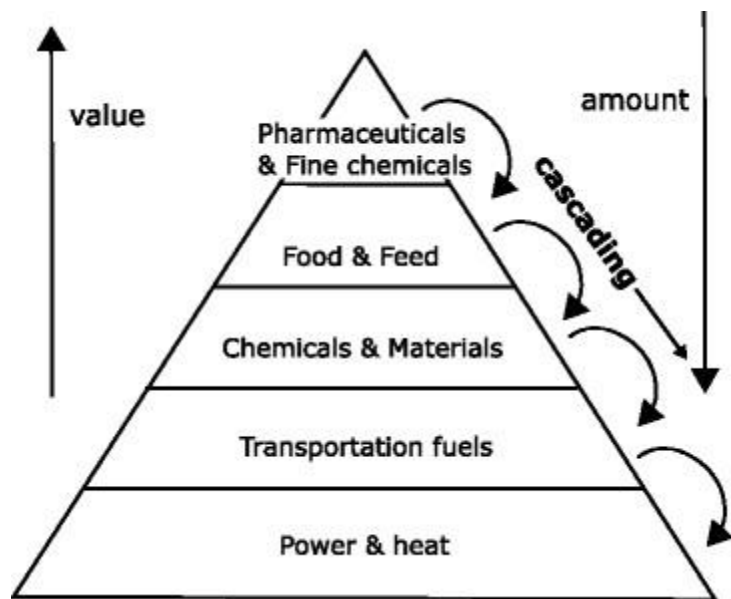 value
amount
Pharmaceuticals
& Fine chemicals
cascading
Food & Feed
Chemicals & Materials
Transportation fuels
Power & heat